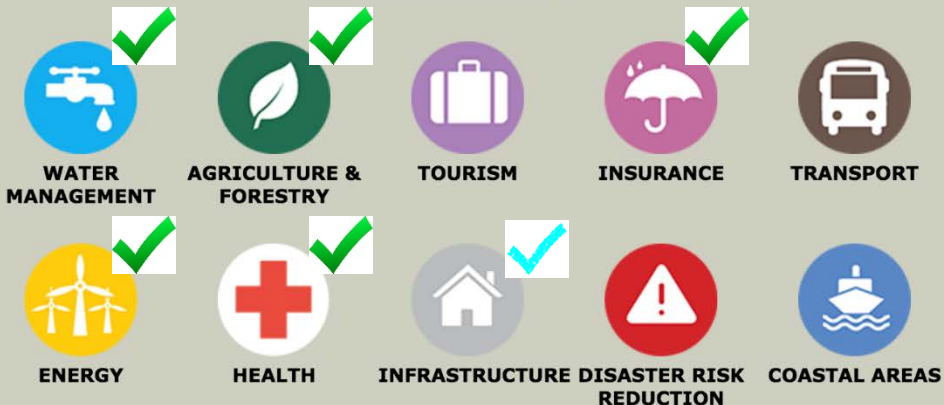 WATER
MANAGEMENT
AGRICULTURE &
FORESTRY
TOURISM
INSURANCE
TRANSPORT
ENERGY
HEALTH
INFRASTRUCTURE
DISASTER RISK
REDUCTION
COASTAL AREAS